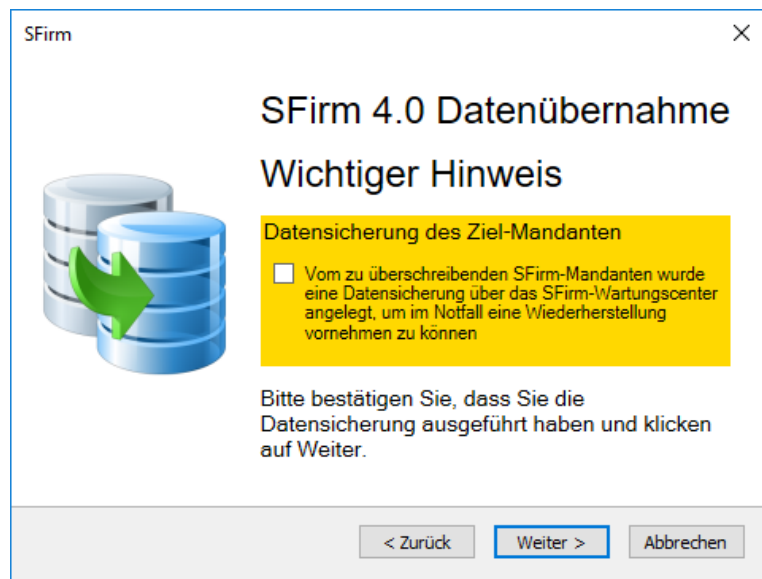 SFirm
SFirm 4.0 Datenübernahme
Wichtiger Hinweis
Datensicherung des Ziel-Mandanten
Vom zu überschreibenden SFirm-Mandanten wurde
eine Datensicherung über das SFirm-Wartungscenter
angelegt, um im Notfall eine Wiederherstellung
vornehmen zu können
Bitte bestätigen Sie, dass Sie die
Datensicherung ausgeführt haben und klicken
auf Weiter.
< Zurück Weiter > Abbrechen